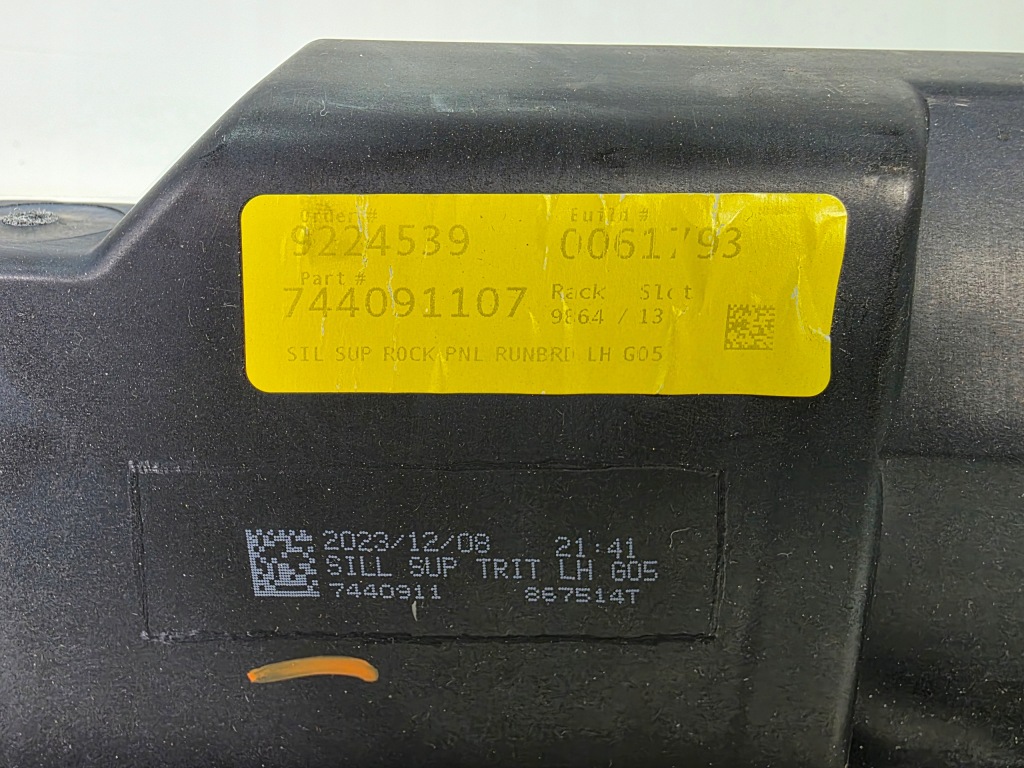 Order # Build #
9224539 0061793
Part #
744091107 Rack Slot
9864 / 13
SIL SUP ROCK PNL RUNBRD LH G05
2023/12/08 21:41
SILL SUP TRIT LH G05
7440911 867514T